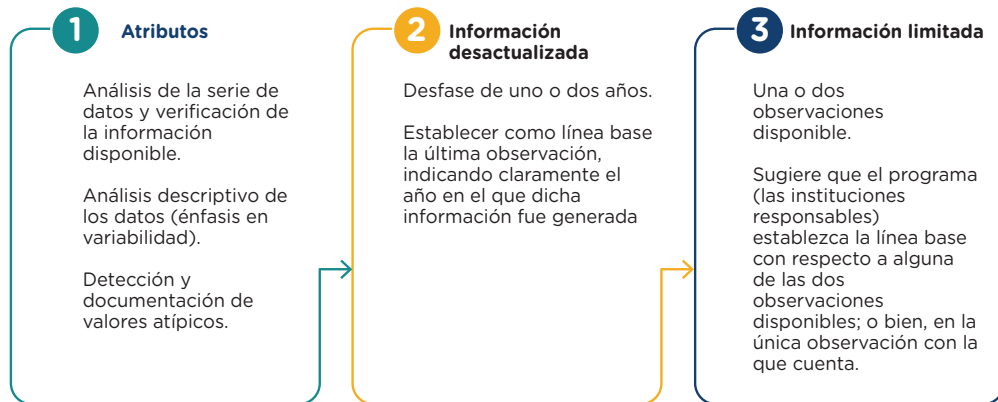 1 Atributos
Análisis de la serie de
datos y verificación de
la información
disponible.
Análisis descriptivo de
los datos (énfasis en
variabilidad).
Detección y
documentación de
valores atípicos.
2 Información
desactualizada
Desfase de uno o dos años.
Establecer como línea base
la última observación,
indicando claramente el
año en el que dicha
información fue generada
3 Información limitada
Una o dos
observaciones
disponible.
Sugiere que el programa
(las instituciones
responsables)
establezca la línea base
con respecto a alguna
de las dos
observaciones
disponibles; o bien, en la
única observación con la
que cuenta.